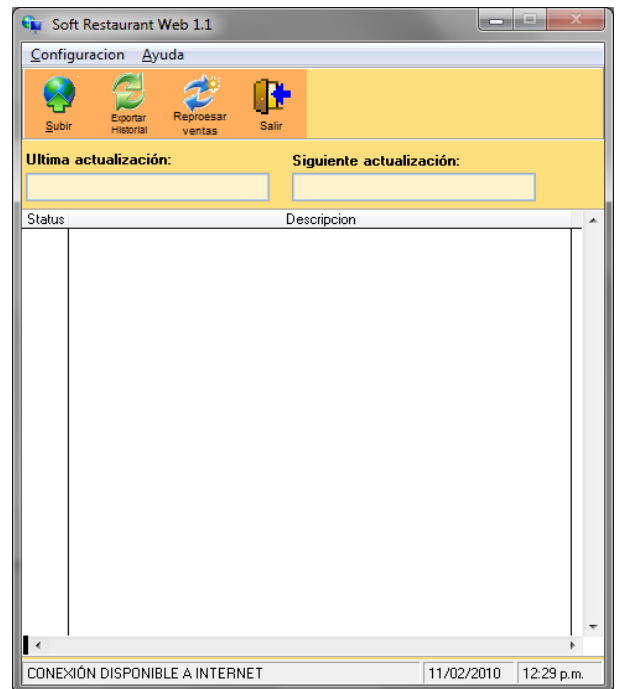 Soft Restaurant Web 1.1
Configuracion Ayuda
Subir
Exportar
Historial
Reproesar
ventas
Salir
Ultima actualización:
Siguiente actualización:
Status Descripcion
CONEXIÓN DISPONIBLE A INTERNET 11/02/2010 12:29 p.m.